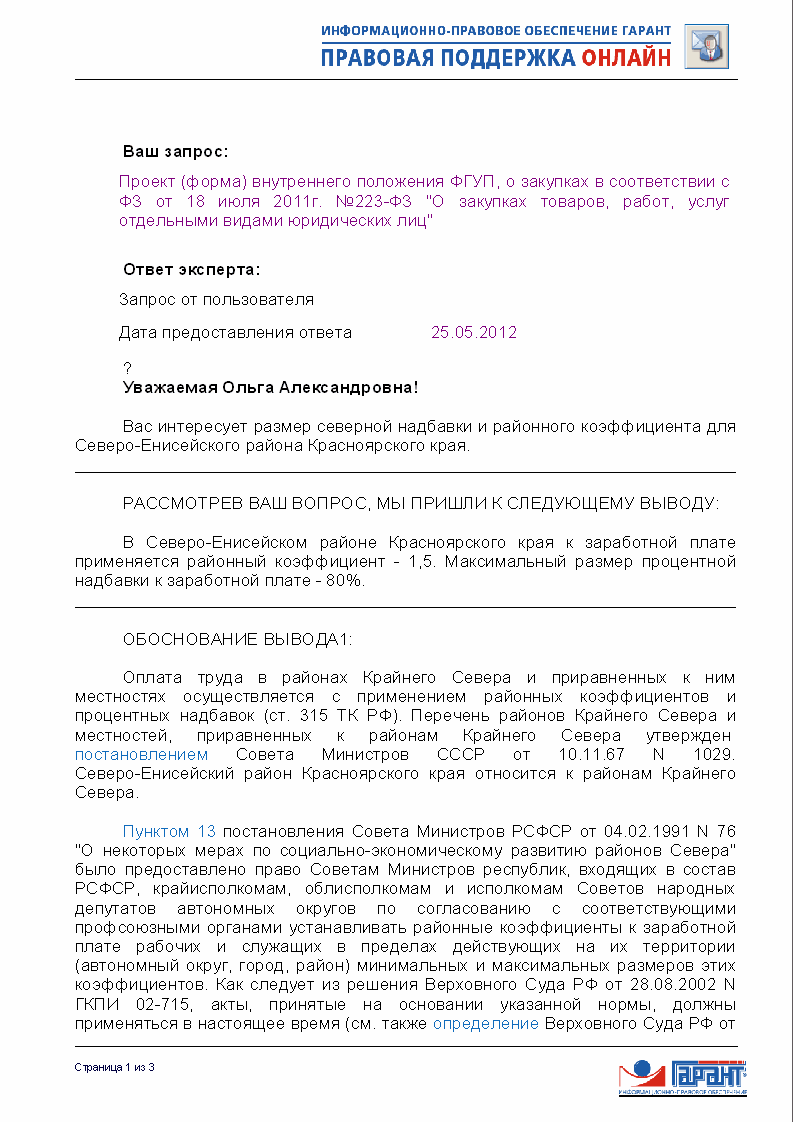 ИНФОРМАЦИОННО-ПРАВОВОЕ ОБЕСПЕЧЕНИЕ ГАРАНТ
ПРАВОВАЯ ПОДДЕРЖКА ОНЛАЙН
Ваш запрос:
Проект (форма) внутреннего положения ФГУП, о закупках в соответствии с
ФЗ от 18 июля 2011г. №223-ФЗ "О закупках товаров, работ, услуг
отдельными видами юридических лиц"
Ответ эксперта:
Запрос от пользователя
Дата предоставления ответа 25.05.2012
?
Уважаемая Ольга Александровна!
Вас интересует размер северной надбавки и районного коэффициента для
Северо-Енисейского района Красноярского края.
РАССМОТРЕВ ВАШ ВОПРОС, МЫ ПРИШЛИ К СЛЕДУЮЩЕМУ ВЫВОДУ:
В Северо-Енисейском районе Красноярского края к заработной плате
применяется районный коэффициент - 1,5. Максимальный размер процентной
надбавки к заработной плате - 80%.
ОБОСНОВАНИЕ ВЫВОДА1:
Оплата труда в районах Крайнего Севера и приравненных к ним
местностях осуществляется с применением районных коэффициентов и
процентных надбавок (ст. 315 ТК РФ). Перечень районов Крайнего Севера и
местностей, приравненных к районам Крайнего Севера утвержден
постановлением Совета Министров СССР от 10.11.67 N 1029.
Северо-Енисейский район Красноярского края относится к районам Крайнего
Севера.
Пунктом 13 постановления Совета Министров РСФСР от 04.02.1991 N 76
"О некоторых мерах по социально-экономическому развитию районов Севера"
было предоставлено право Советам Министров республик, входящих в состав
РСФСР, крайисполкомам, облисполкомам и исполкомам Советов народных
депутатов автономных округов по согласованию с соответствующими
профсоюзными органами устанавливать районные коэффициенты к заработной
плате рабочих и служащих в пределах действующих на их территории
(автономный округ, город, район) минимальных и максимальных размеров этих
коэффициентов. Как следует из решения Верховного Суда РФ от 28.08.2002 N
ГКПИ 02-715, акты, принятые на основании указанной нормы, должны
применяться в настоящее время (см. также определение Верховного Суда РФ от
Страница 1 из 3
ГАРАНТ
ИНФОРМАЦИОННО-ПРАВОВОЕ ОБЕСПЕЧЕНИЕ